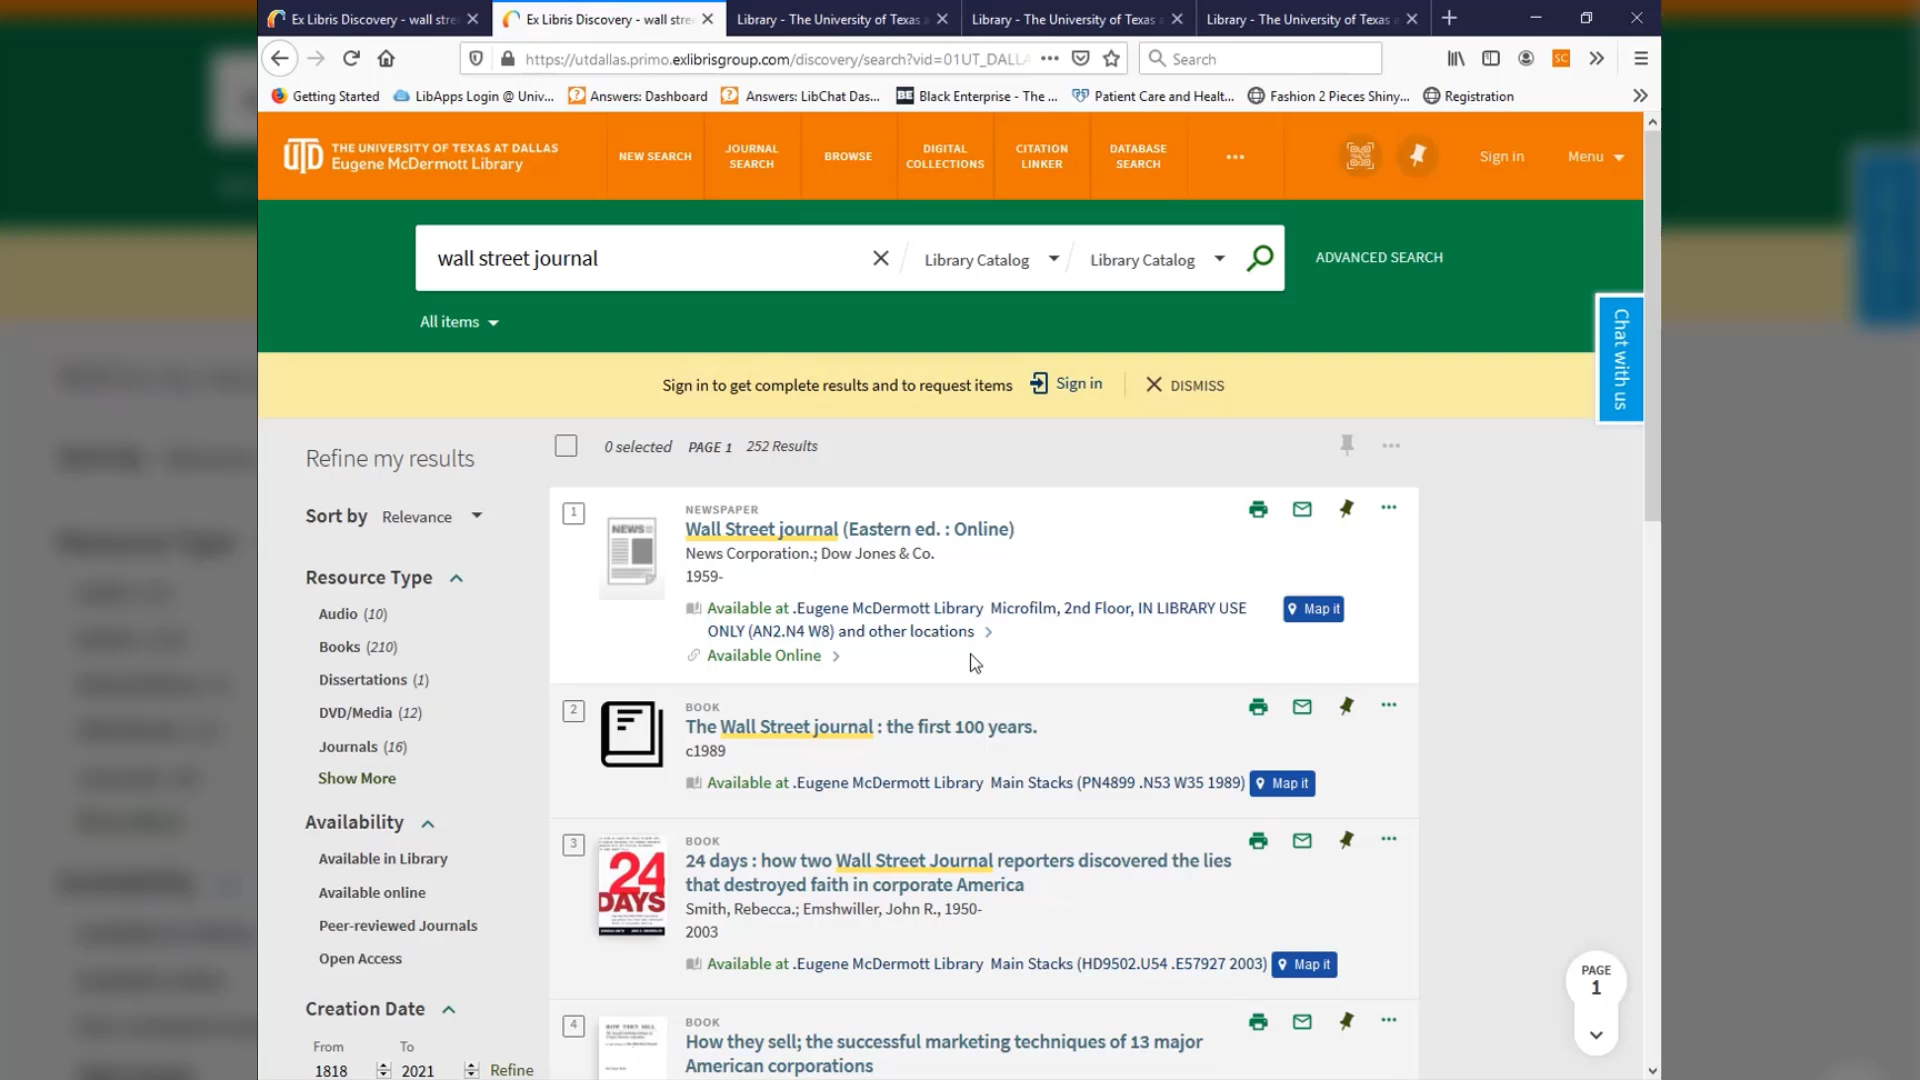 Ex Libris Discovery - wall stre
Ex Libris Discovery - wall stre
Library - The University of Texas a
Library - The University of Texas a
Library - The University of Texas a
https://utdallas.primo.exlibrisgroup.com/discovery/search?vid=01UT_DALLA
Search
SC
Getting Started
LibApps Login @ Univ...
Answers: Dashboard
Answers: LibChat Das...
BE
Black Enterprise - The ...
Patient Care and Healt...
Fashion 2 Pieces Shiny...
Registration
UTD
THE UNIVERSITY OF TEXAS AT DALLAS
Eugene McDermott Library
NEW SEARCH
JOURNAL
SEARCH
BROWSE
DIGITAL
COLLECTIONS
CITATION
LINKER
DATABASE
SEARCH
Sign in
Menu
wall street journal
Library Catalog
Library Catalog
ADVANCED SEARCH
All items
Chat with us
Sign in to get complete results and to request items
Sign in
DISMISS
Refine my results
Sort by Relevance
Resource Type
Audio (10)
Books (210)
Dissertations (1)
DVD/Media (12)
Journals (16)
Show More
Availability
Available in Library
Available online
Peer-reviewed Journals
Open Access
Creation Date
From
To
1818
2021
Refine
0 selected PAGE 1 252 Results
1
NEWS
NEWSPAPER
Wall Street journal (Eastern ed. : Online)
News Corporation.; Dow Jones & Co.
1959-
Available at .Eugene McDermott Library Microfilm, 2nd Floor, IN LIBRARY USE
ONLY (AN2.N4 W8) and other locations
Map it
Available Online
2
BOOK
The Wall Street journal : the first 100 years.
c1989
Available at .Eugene McDermott Library Main Stacks (PN4899 .N53 W35 1989)
Map it
3
24
DAYS
BOOK
24 days : how two Wall Street Journal reporters discovered the lies
that destroyed faith in corporate America
Smith, Rebecca.; Emshwiller, John R., 1950-
2003
Available at .Eugene McDermott Library Main Stacks (HD9502.U54 .E57927 2003)
Map it
4
HOW THEY SELL
BOOK
How they sell; the successful marketing techniques of 13 major
American corporations
PAGE
1